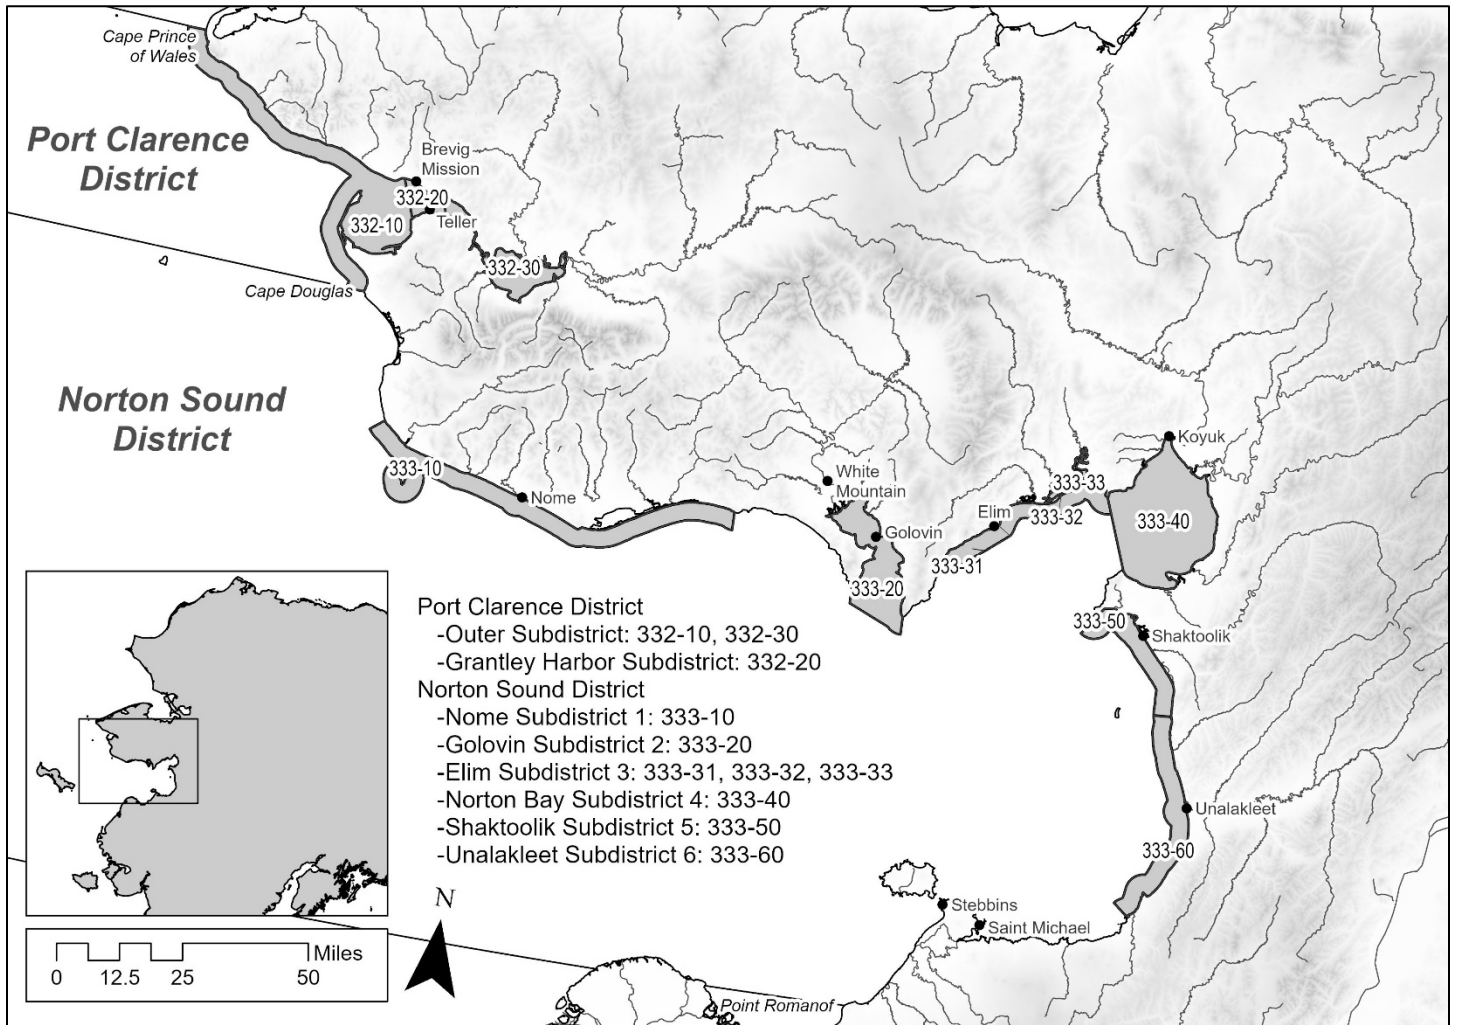 Cape Prince
of Wales
Port Clarence
District
Brevig
Mission
332-20
332-10
Teller
332-30
Cape Douglas
Norton Sound
District
333-10
Nome
White
Mountain
Golovin
333-20
Elim
333-31
333-32
333-33
Koyuk
333-40
333-50
Shaktoolik
Unalakleet
333-60
Stebbins
Saint Michael
Point Romanof
Port Clarence District
-Outer Subdistrict: 332-10, 332-30
-Grantley Harbor Subdistrict: 332-20
Norton Sound District
-Nome Subdistrict 1: 333-10
-Golovin Subdistrict 2: 333-20
-Elim Subdistrict 3: 333-31, 333-32, 333-33
-Norton Bay Subdistrict 4: 333-40
-Shaktoolik Subdistrict 5: 333-50
-Unalakleet Subdistrict 6: 333-60
N
Miles
0 12.5 25 50